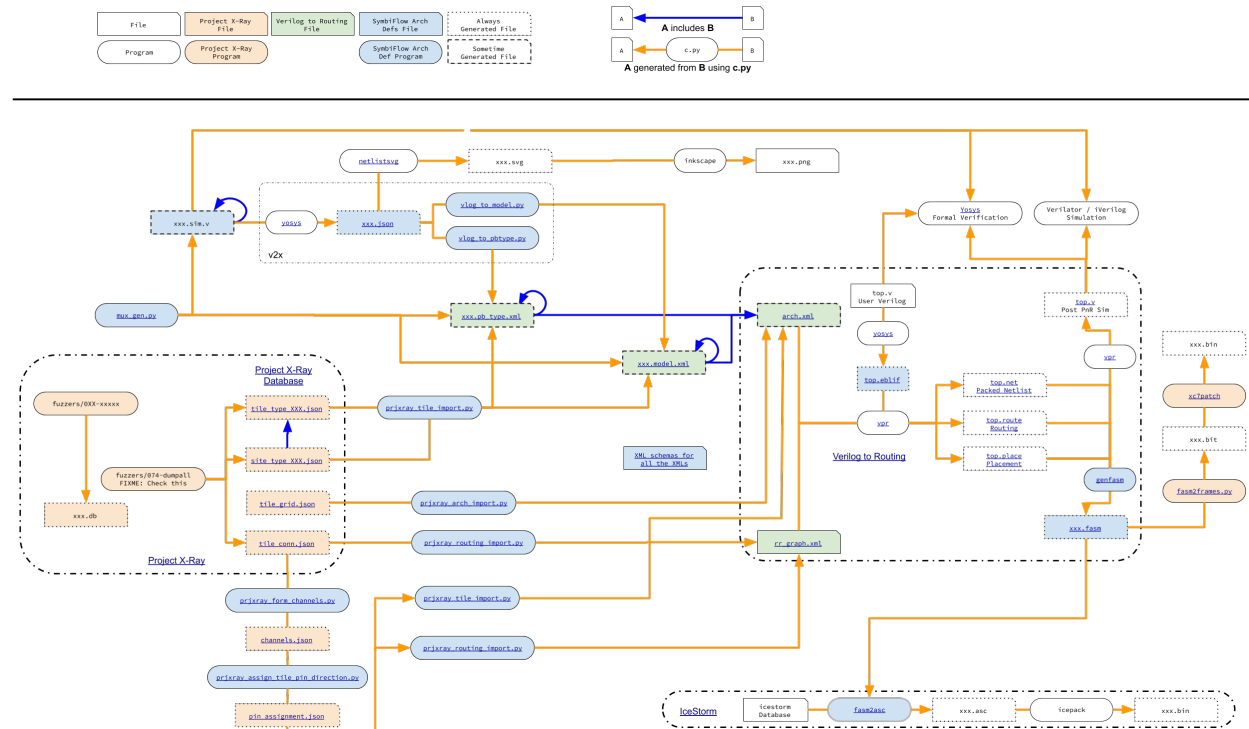 File
Project X-Ray
File
Verilog to Routing
File
SymbiFlow Arch
Defs File
Always
Generated File
Program
Project X-Ray
Program
SymbiFlow Arch
Def Program
Sometime
Generated File
A
B
A includes B
A
c.py
B
A generated from B using c.py
netlistsvg
xxx.svg
inkscape
xxx.png
xxx.sim.v
yosys
xxx.json
vlog_to_model.py
vlog_to_pbtype.py
v2x
Yosys
Formal Verification
Verilator / iVerilog
Simulation
mux_gen.py
xxx.pb_type.xml
xxx.model.xml
arch.xml
top.v
User Verilog
yosys
top.eblif
vpr
top.v
Post PnR Sim
vpr
top.net
Packed Netlist
top.route
Routing
top.place
Placement
Verilog to Routing
genfasm
xxx.fasm
rr_graph.xml
xxx.bin
xc7patch
xxx.bit
fasm2frames.py
Project X-Ray
Database
fuzzers/0XX-xxxxx
tile_type_XXX.json
site_type_XXX.json
fuzzers/074-dumpall
FIXME: Check this
xxx.db
tile_grid.json
tile_conn.json
Project X-Ray
prjxray_tile_import.py
XML schemas for
all the XMLs
prjxray_arch_import.py
prjxray_routing_import.py
prjxray_form_channels.py
prjxray_tile_import.py
channels.json
prjxray_routing_import.py
prjxray_assign_tile_pin_direction.py
pin_assignment.json
IceStorm
icestorm
Database
fasm2asc
xxx.asc
icepack
xxx.bin